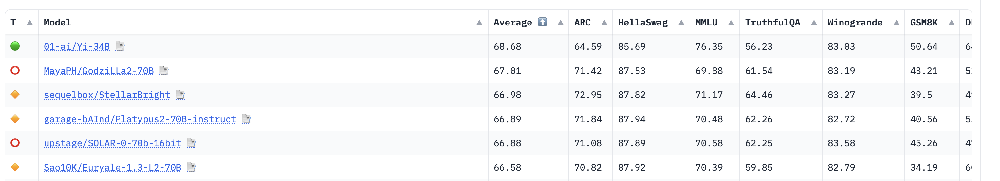 T Model Average ARC HellaSwag MMLU TruthfulQA Winogrande GSM8K
01-ai/Yi-34B 68.68 64.59 85.69 76.35 56.23 83.03 50.64
MayaPH/GodziLLa2-70B 67.01 71.42 87.53 69.88 61.54 83.19 43.21
sequelbox/StellarBright 66.98 72.95 87.82 71.17 64.46 83.27 39.5
garage-bAInd/Platypus2-70B-instruct 66.89 71.84 87.94 70.48 62.26 82.72 40.56
upstage/SOLAR-0-70b-16bit 66.88 71.08 87.89 70.58 62.25 83.58 45.26
Sao10K/Euryale-1.3-L2-70B 66.58 70.82 87.92 70.39 59.85 82.79 34.19